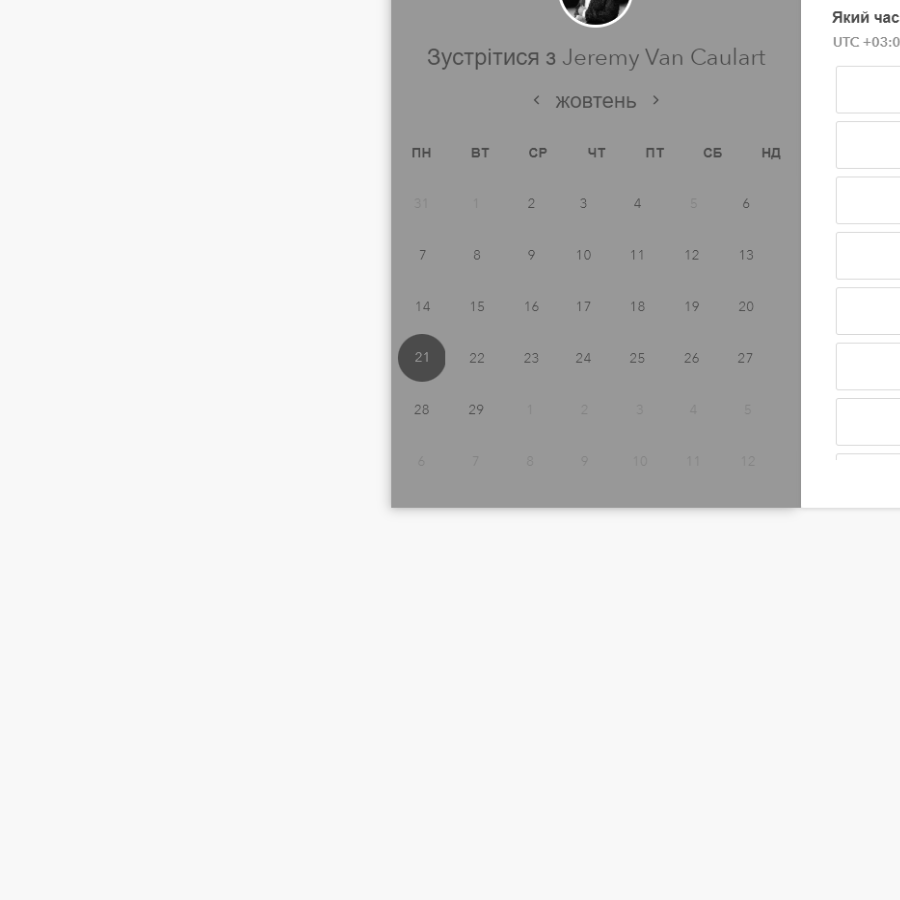 Який час
UTC +03:0
Зустрітися з Jeremy Van Caulart
жовтень
ПН ВТ СР ЧТ ПТ СБ НД
31 1 2 3 4 5 6
7 8 9 10 11 12 13
14 15 16 17 18 19 20
21 22 23 24 25 26 27
28 29 1 2 3 4 5
6 7 8 9 10 11 12